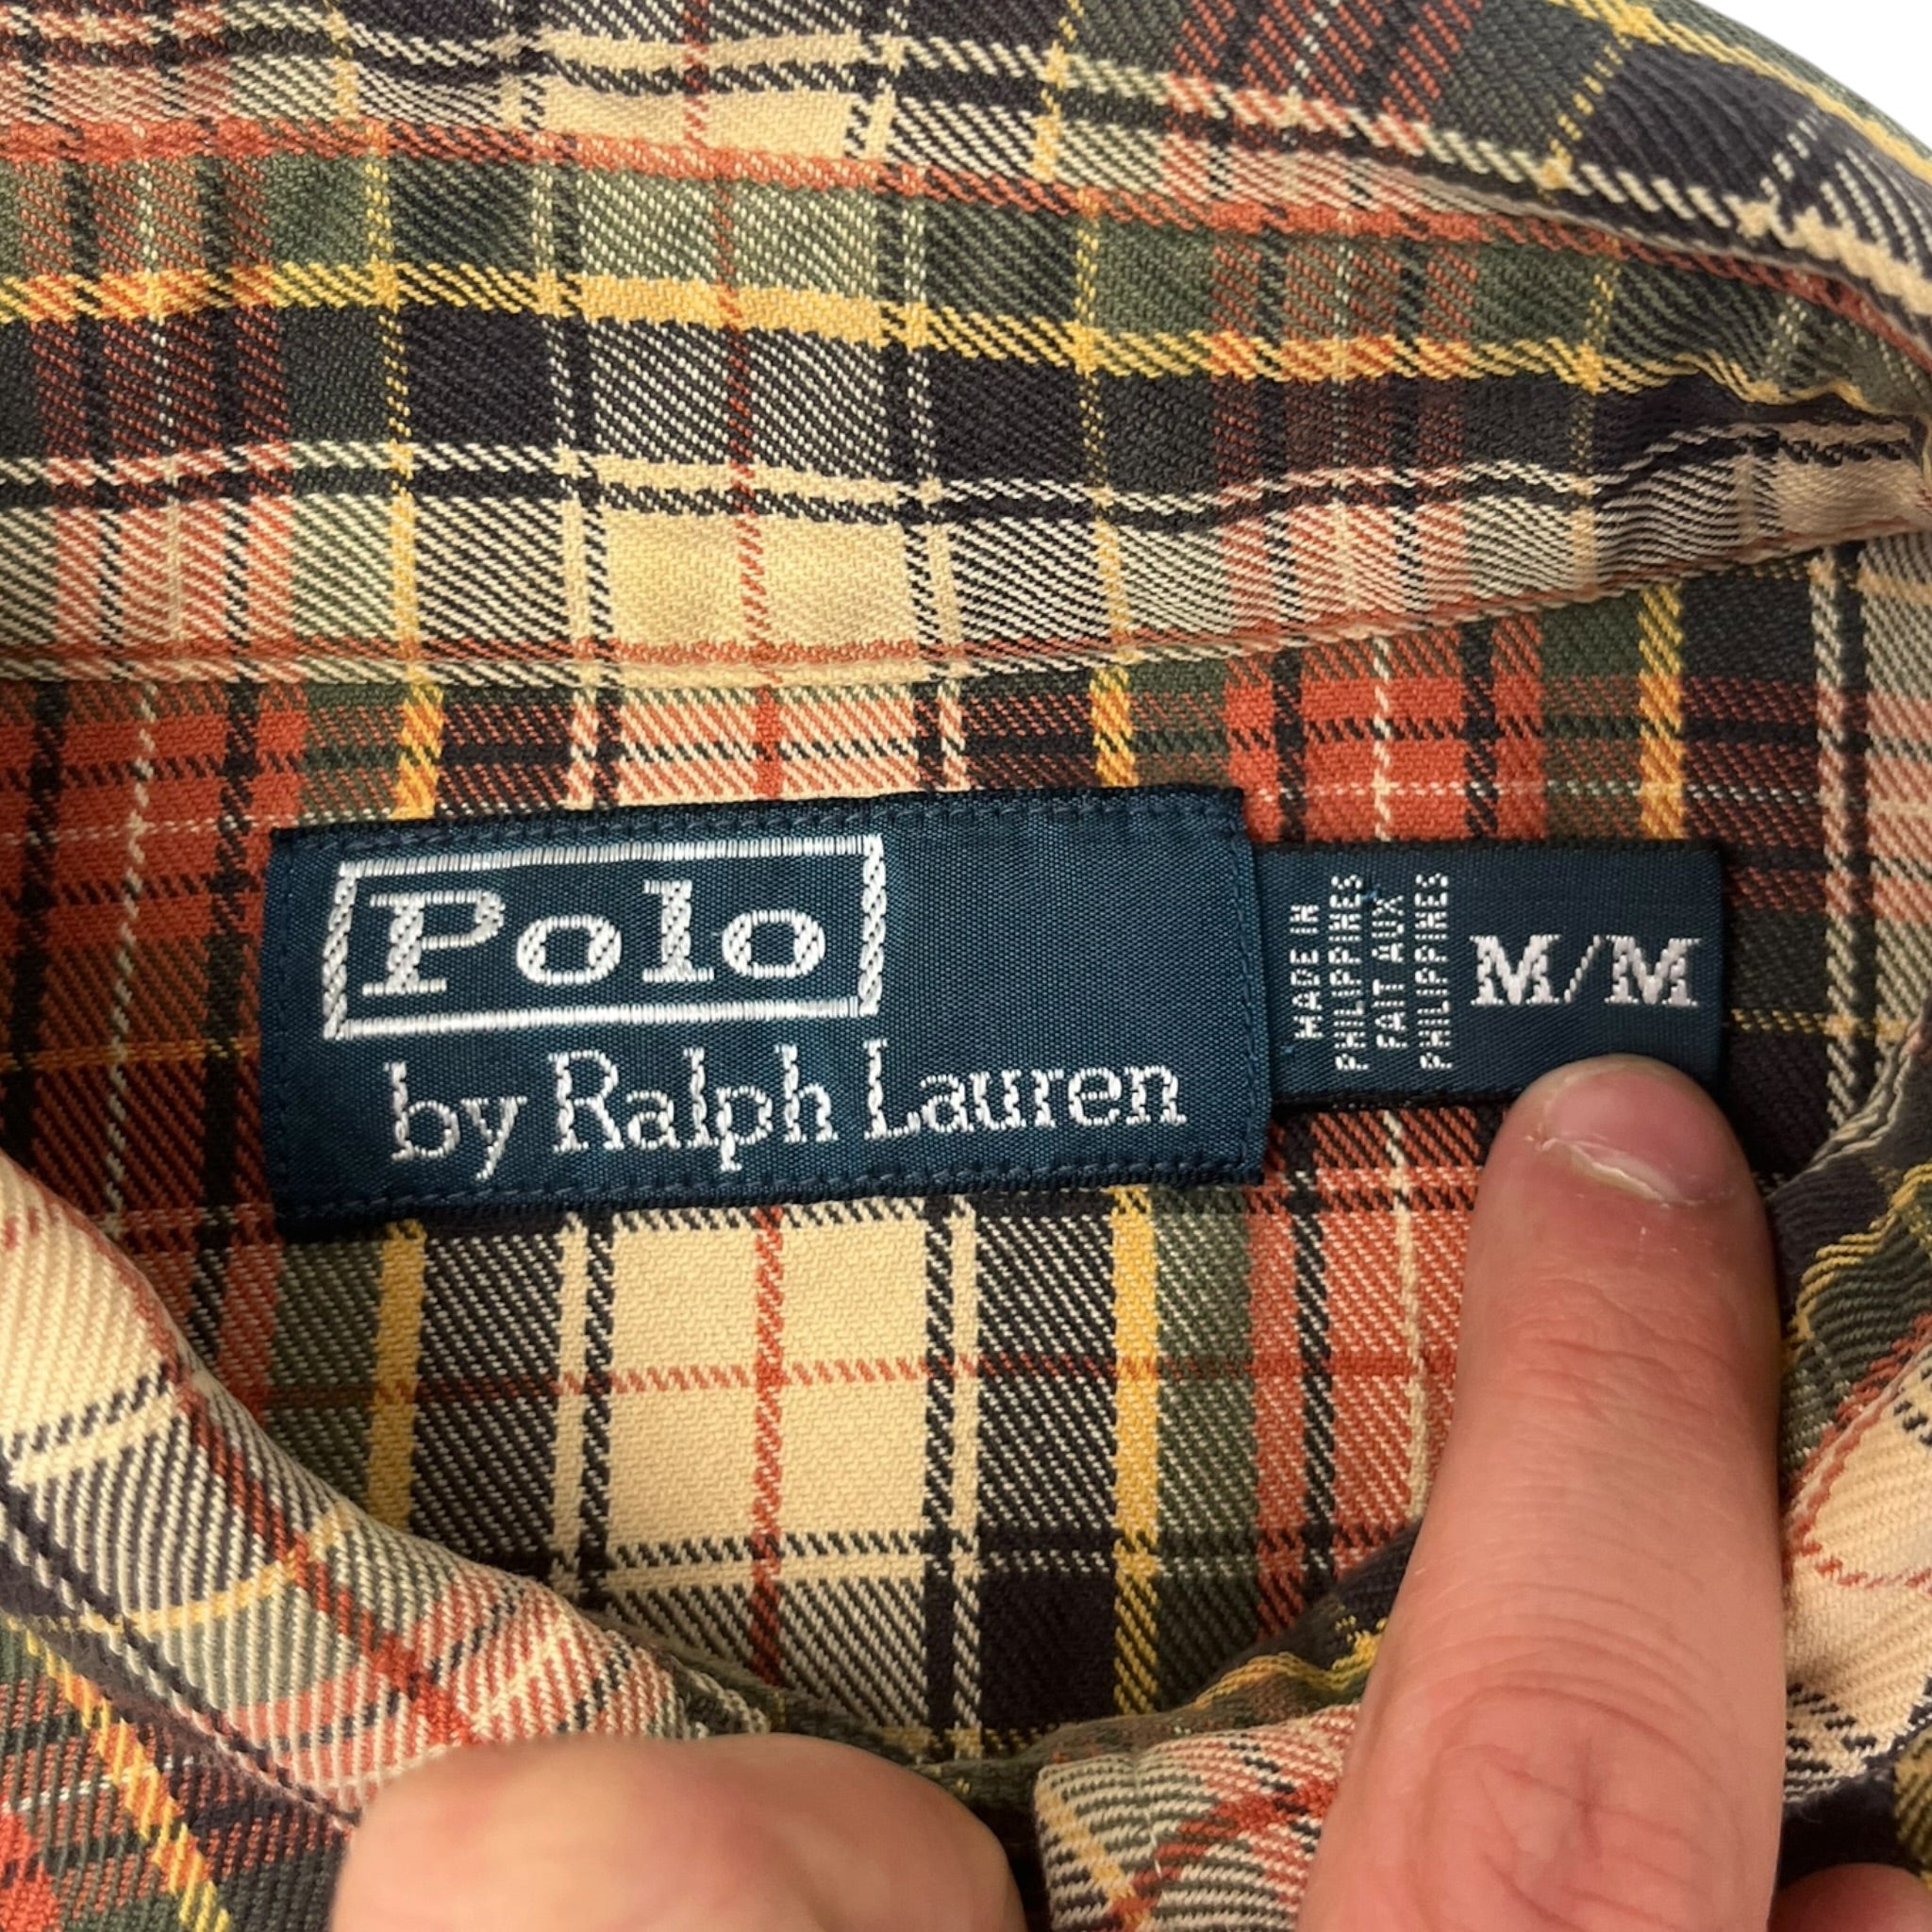 Polo
by Ralph Lauren
MADE IN
PHILIPPINES
FAIT AUX
PHILIPPINES
M/M